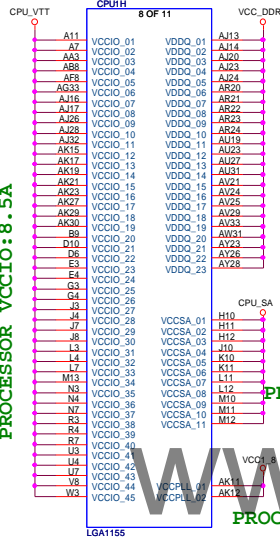 CPU1H
CPU_VTT
8 OF 11
VCC_DDR
A11 VCCIO_01 VDDQ_01 AJ13
A7 VCCIO_02 VDDQ_02 AJ14
AA3 VCCIO_03 VDDQ_03 AJ20
AB8 VCCIO_04 VDDQ_04 AJ23
AF8 VCCIO_05 VDDQ_05 AJ24
AG33 VCCIO_06 VDDQ_06 AR20
AJ16 VCCIO_07 VDDQ_07 AR21
AJ17 VCCIO_08 VDDQ_08 AR22
AJ26 VCCIO_09 VDDQ_09 AR23
AJ28 VCCIO_10 VDDQ_10 AR24
AJ32 VCCIO_11 VDDQ_11 AU19
AK15 VCCIO_12 VDDQ_12 AU23
AK17 VCCIO_13 VDDQ_13 AU27
AK19 VCCIO_14 VDDQ_14 AU31
AK21 VCCIO_15 VDDQ_15 AV21
AK23 VCCIO_16 VDDQ_16 AV24
AK27 VCCIO_17 VDDQ_17 AV25
AK29 VCCIO_18 VDDQ_18 AV29
AK30 VCCIO_19 VDDQ_19 AV33
B9 VCCIO_20 VDDQ_20 AW31
D10 VCCIO_21 VDDQ_21 AY23
D6 VCCIO_22 VDDQ_22 AY26
E3 VCCIO_23 VDDQ_23 AY28
E4 VCCIO_24
G3 VCCIO_25
G4 VCCIO_26
J3 VCCIO_27
CPU_SA
J4 VCCIO_28 VCCSA_01 H10
J7 VCCIO_29 VCCSA_02 H11
J8 VCCIO_30 VCCSA_03 H12
L3 VCCIO_31 VCCSA_04 J10
L4 VCCIO_32 VCCSA_05 K10
L7 VCCIO_33 VCCSA_06 K11
M13 VCCIO_34 VCCSA_07 L11
N3 VCCIO_35 VCCSA_08 L12
N4 VCCIO_36 VCCSA_09 M10
N7 VCCIO_37 VCCSA_10 M11
R3 VCCIO_38 VCCSA_11 M12
R4 VCCIO_39
R7 VCCIO_40
U3 VCCIO_41
U4 VCCIO_42
VCC1_8
U7 VCCIO_43
V8 VCCIO_44 VCCPLL_01 AK11
W3 VCCIO_45 VCCPLL_02 AK12
LGA1155
PROCESSOR VCCIO:8.5A
PROC